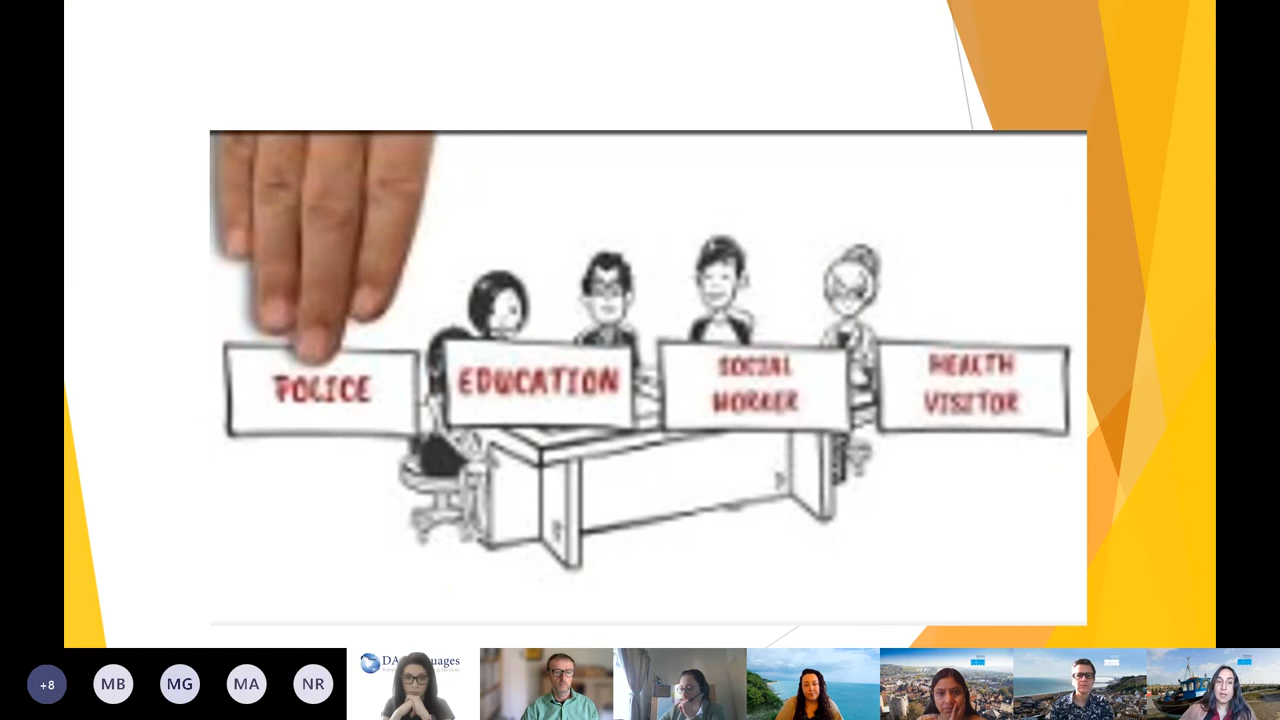 POLICE
EDUCATION
SOCIAL
WORKER
HEALTH
VISITOR
+8
MB
MG
MA
NR